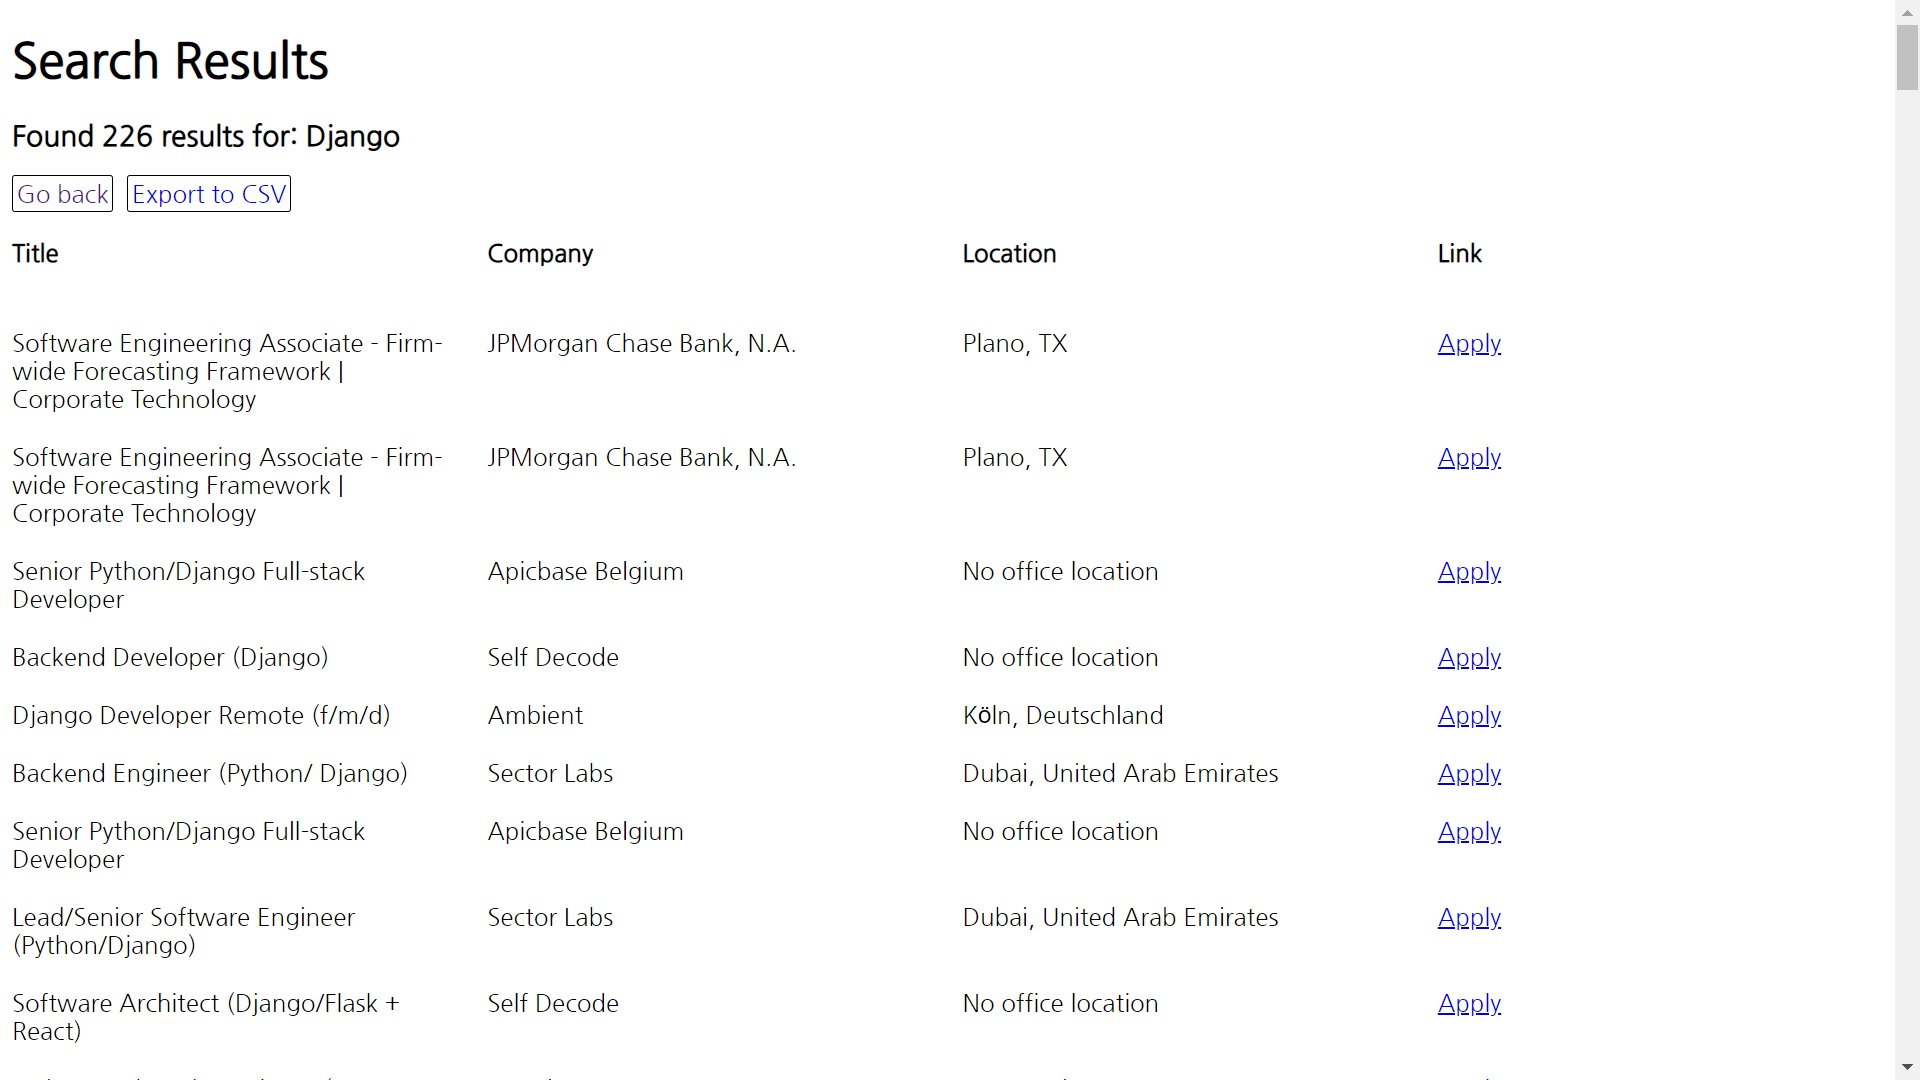 Search Results
Found 226 results for: Django
Go back Export to CSV
Title Company Location Link
Software Engineering Associate - Firm- JPMorgan Chase Bank, N.A. Plano, TX Apply
wide Forecasting Framework |
Corporate Technology
Software Engineering Associate - Firm- JPMorgan Chase Bank, N.A. Plano, TX Apply
wide Forecasting Framework |
Corporate Technology
Senior Python/Django Full-stack Apicbase Belgium No office location Apply
Developer
Backend Developer (Django) Self Decode No office location Apply
Django Developer Remote (f/m/d) Ambient Köln, Deutschland Apply
Backend Engineer (Python/ Django) Sector Labs Dubai, United Arab Emirates Apply
Senior Python/Django Full-stack Apicbase Belgium No office location Apply
Developer
Lead/Senior Software Engineer Sector Labs Dubai, United Arab Emirates Apply
(Python/Django)
Software Architect (Django/Flask + Self Decode No office location Apply
React)